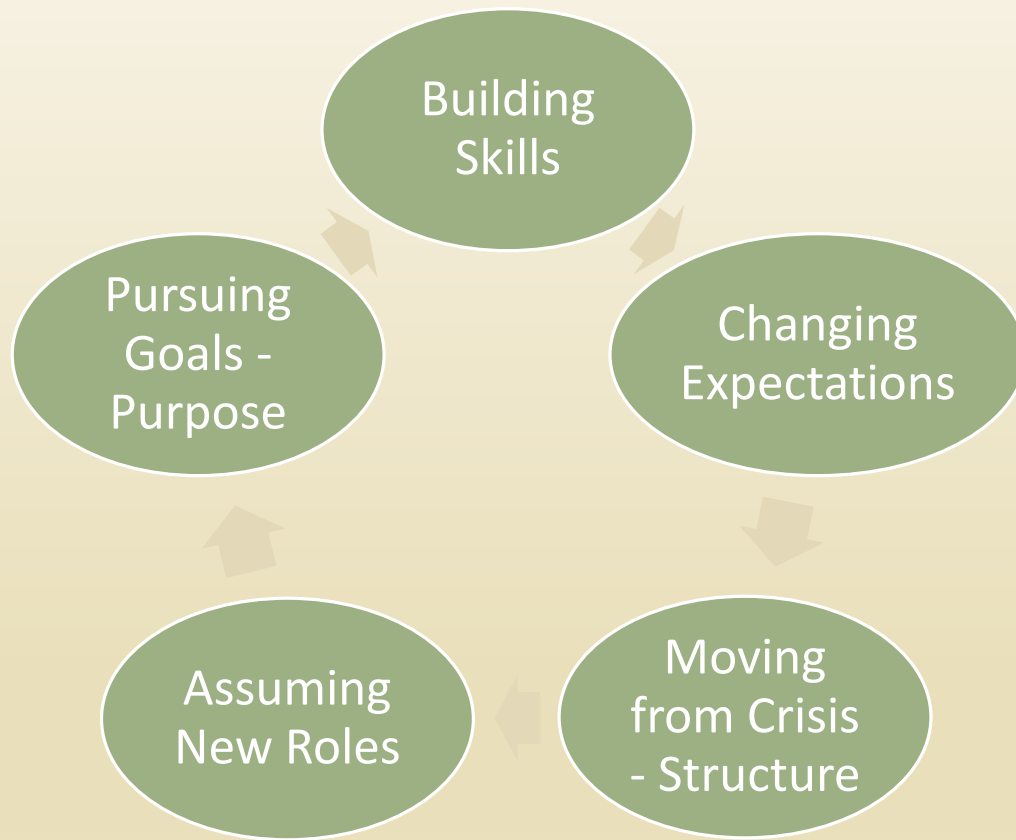 Building
Skills
Changing
Expectations
Moving
from Crisis
- Structure
Assuming
New Roles
Pursuing
Goals -
Purpose